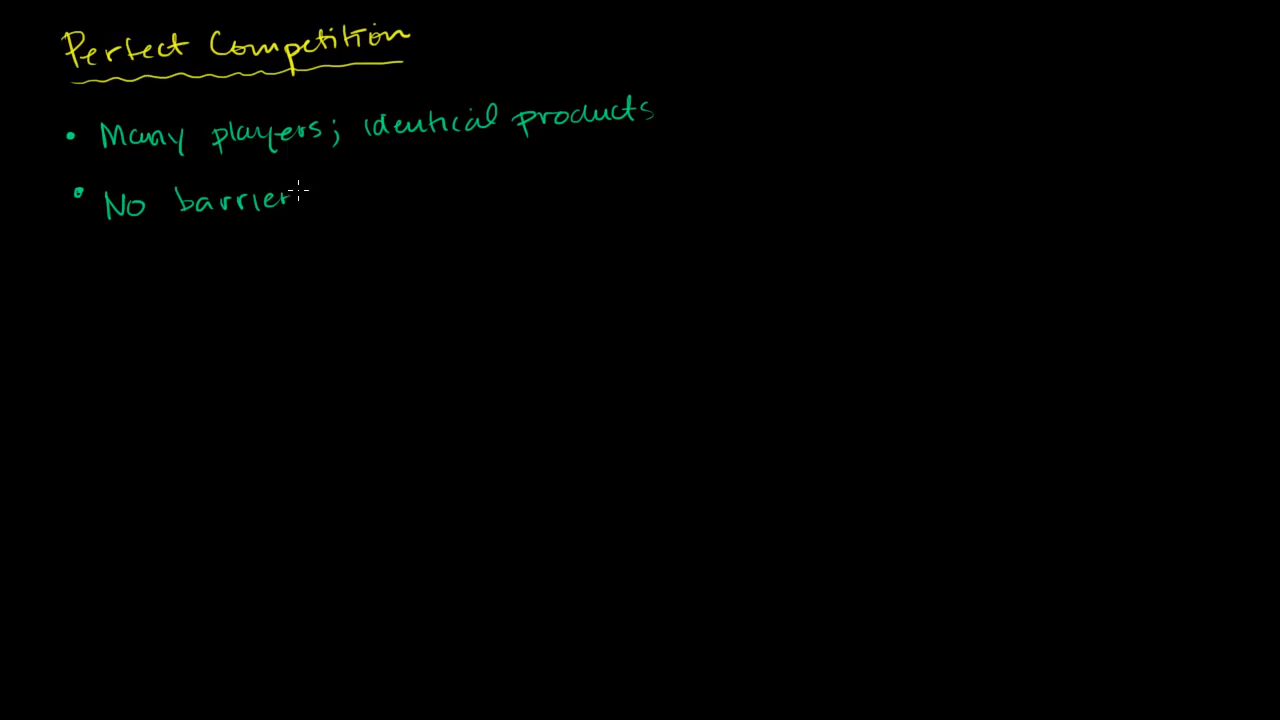 Perfect Competition
• Many players; identical products
• No barrier